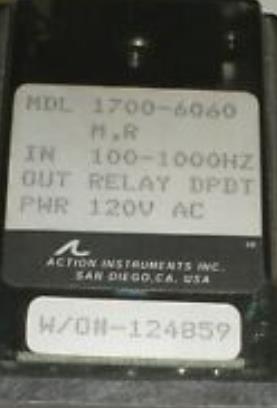 MDL 1700-6060
M,R
IN 100-1000HZ
OUT RELAY DPDT
PWR 120V AC
ACTION INSTRUMENTS INC.
SAN DIEGO, CA. USA
W/O#-124859